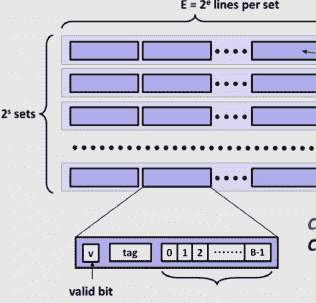 E = 2ᵉ lines per set
2ˢ sets
v tag 0 1 2 ······· B-1
valid bit
C
C